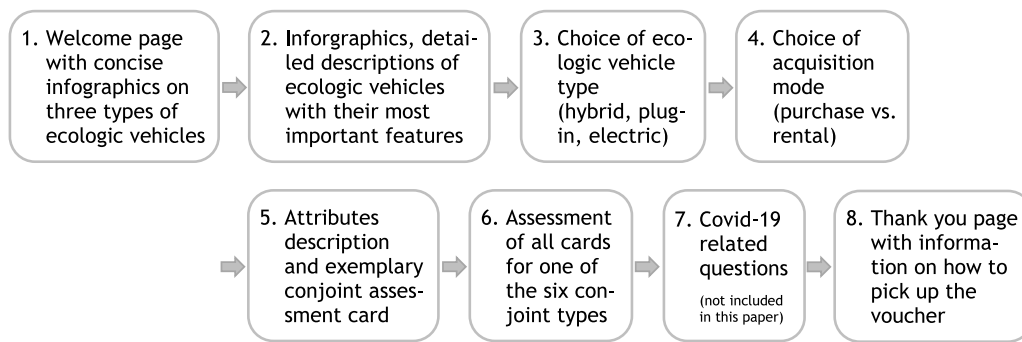 1. Welcome page
with concise
infographics on
three types of
ecologic vehicles
2. Inforgraphics, detai-
led descriptions of
ecologic vehicles
with their most
important features
3. Choice of eco-
logic vehicle
type
(hybrid, plug-
in, electric)
4. Choice of
acquisition
mode
(purchase vs.
rental)
5. Attributes
description
and exemplary
conjoint asses-
sment card
6. Assessment
of all cards
for one of
the six con-
joint types
7. Covid-19
related
questions
(not included
in this paper)
8. Thank you page
with informa-
tion on how to
pick up the
voucher